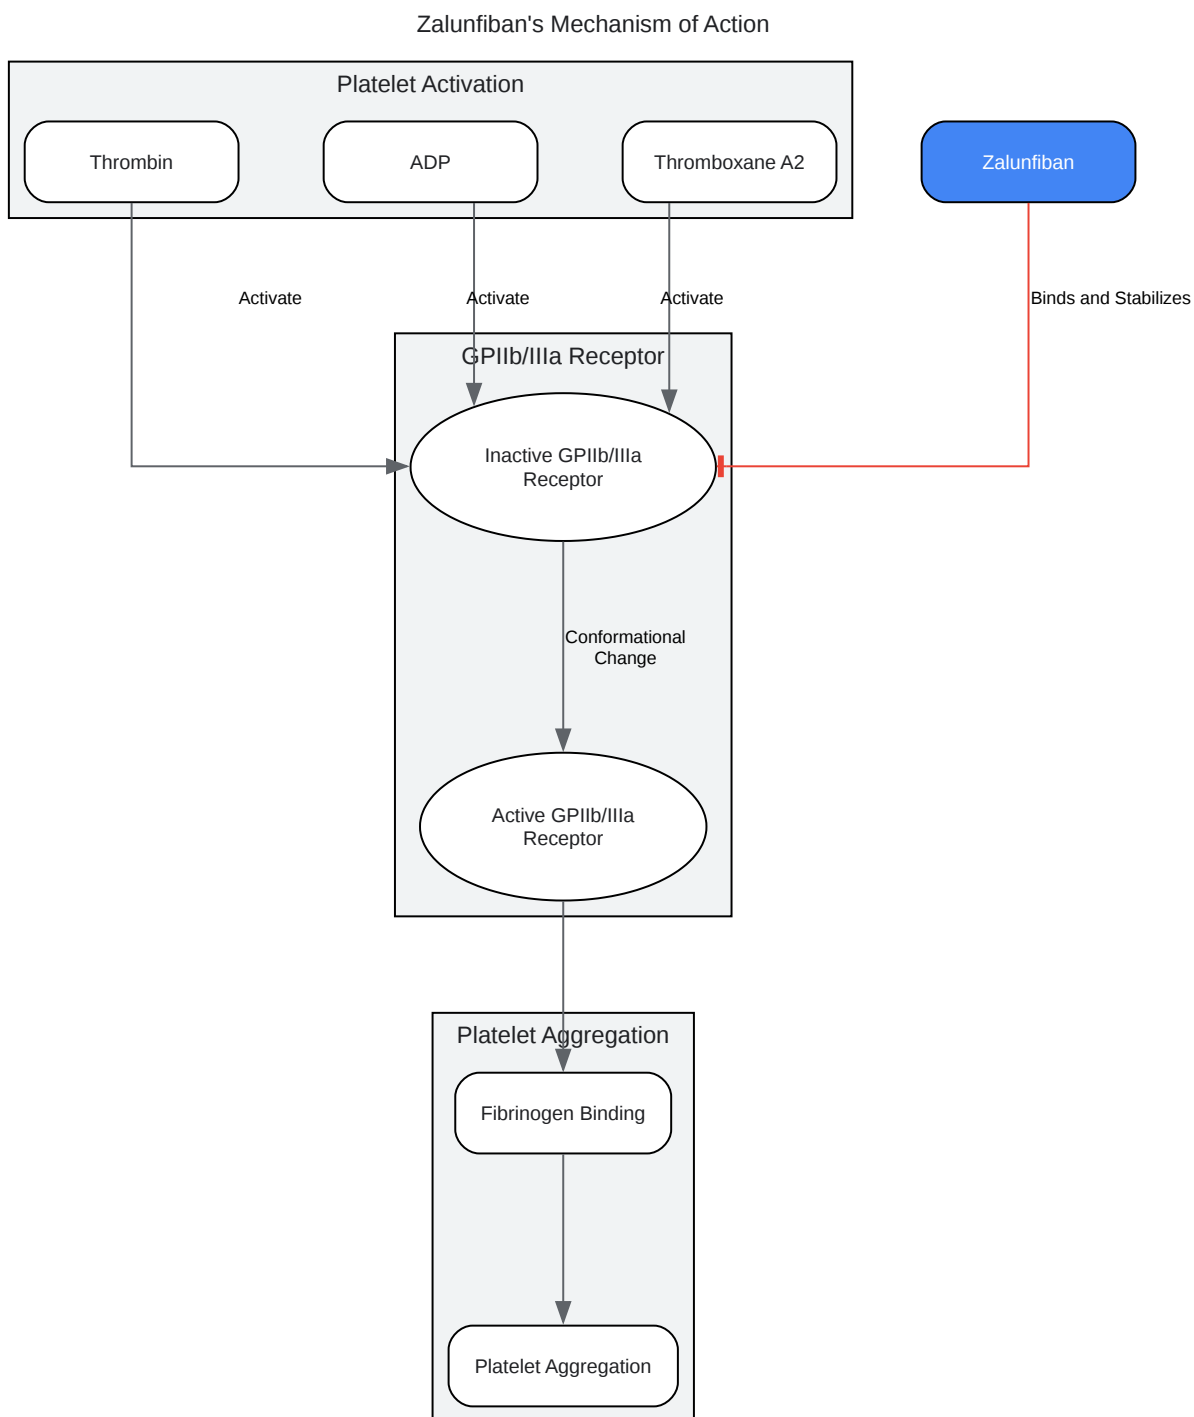 Zalunfiban's Mechanism of Action
Platelet Activation
Thrombin
ADP
Thromboxane A2
Zalunfiban
Activate
Activate
Activate
Binds and Stabilizes
GPIIb/IIIa Receptor
Inactive GPIIb/IIIa
Receptor
Conformational
Change
Active GPIIb/IIIa
Receptor
Platelet Aggregation
Fibrinogen Binding
Platelet Aggregation